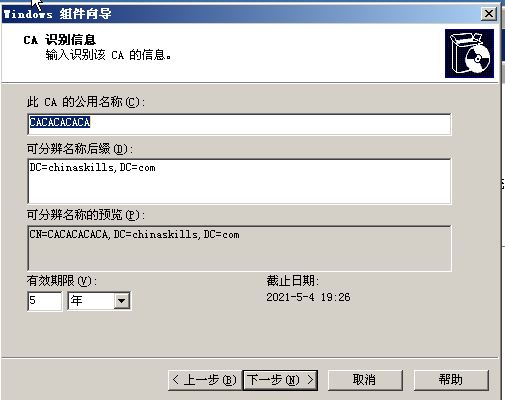 Windows 组件向导
CA 识别信息
输入识别该 CA 的信息。
此 CA 的公用名称(C):
CACACACACA
可分辨名称后缀(D):
DC=chinaskills,DC=com
可分辨名称的预览(P):
CN=CACACACACA,DC=chinaskills,DC=com
有效期限(V):
截止日期:
5 年
2021-5-4 19:26
< 上一步(B) 下一步(N) > 取消 帮助